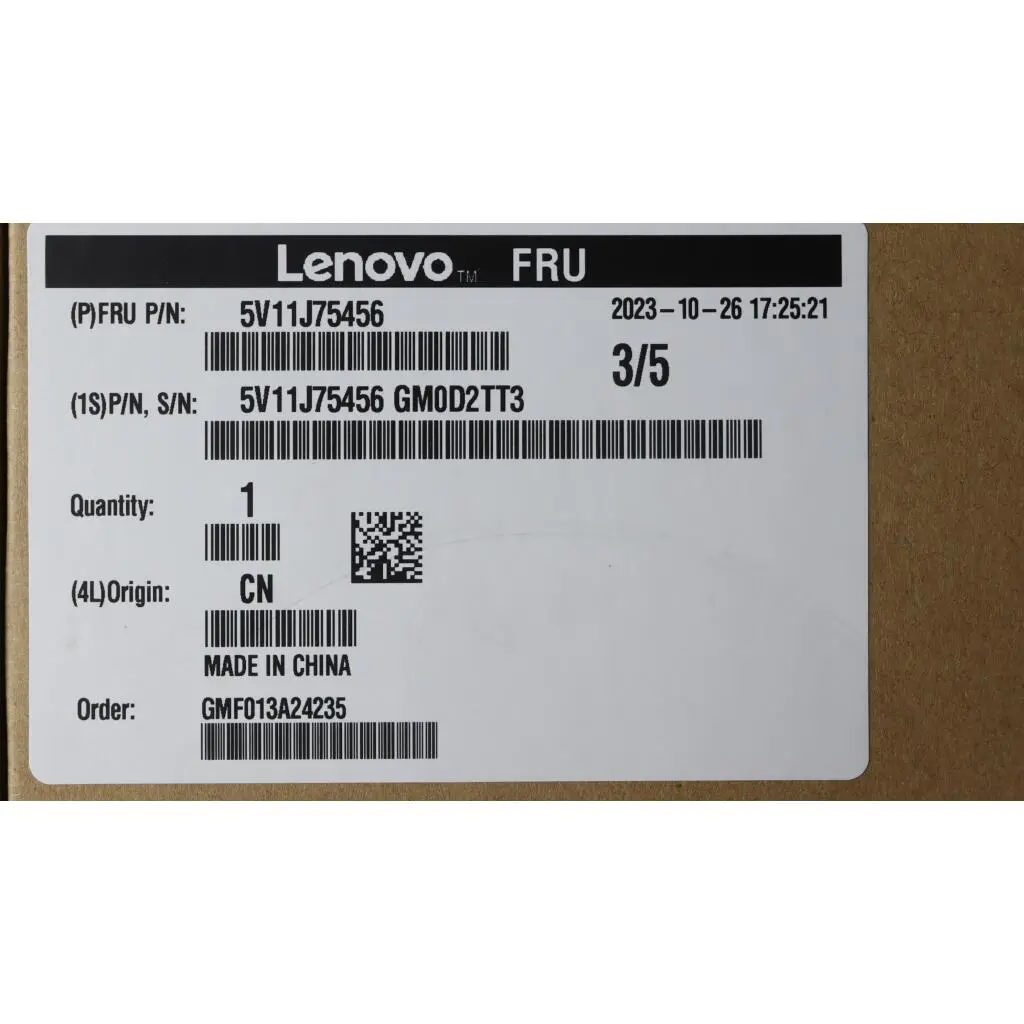 Lenovo™ FRU
(P)FRU P/N: 5V11J75456 2023-10-26 17:25:21
3/5
(1S)P/N, S/N: 5V11J75456 GM0D2TT3
Quantity: 1
(4L)Origin: CN
MADE IN CHINA
Order: GMF013A24235